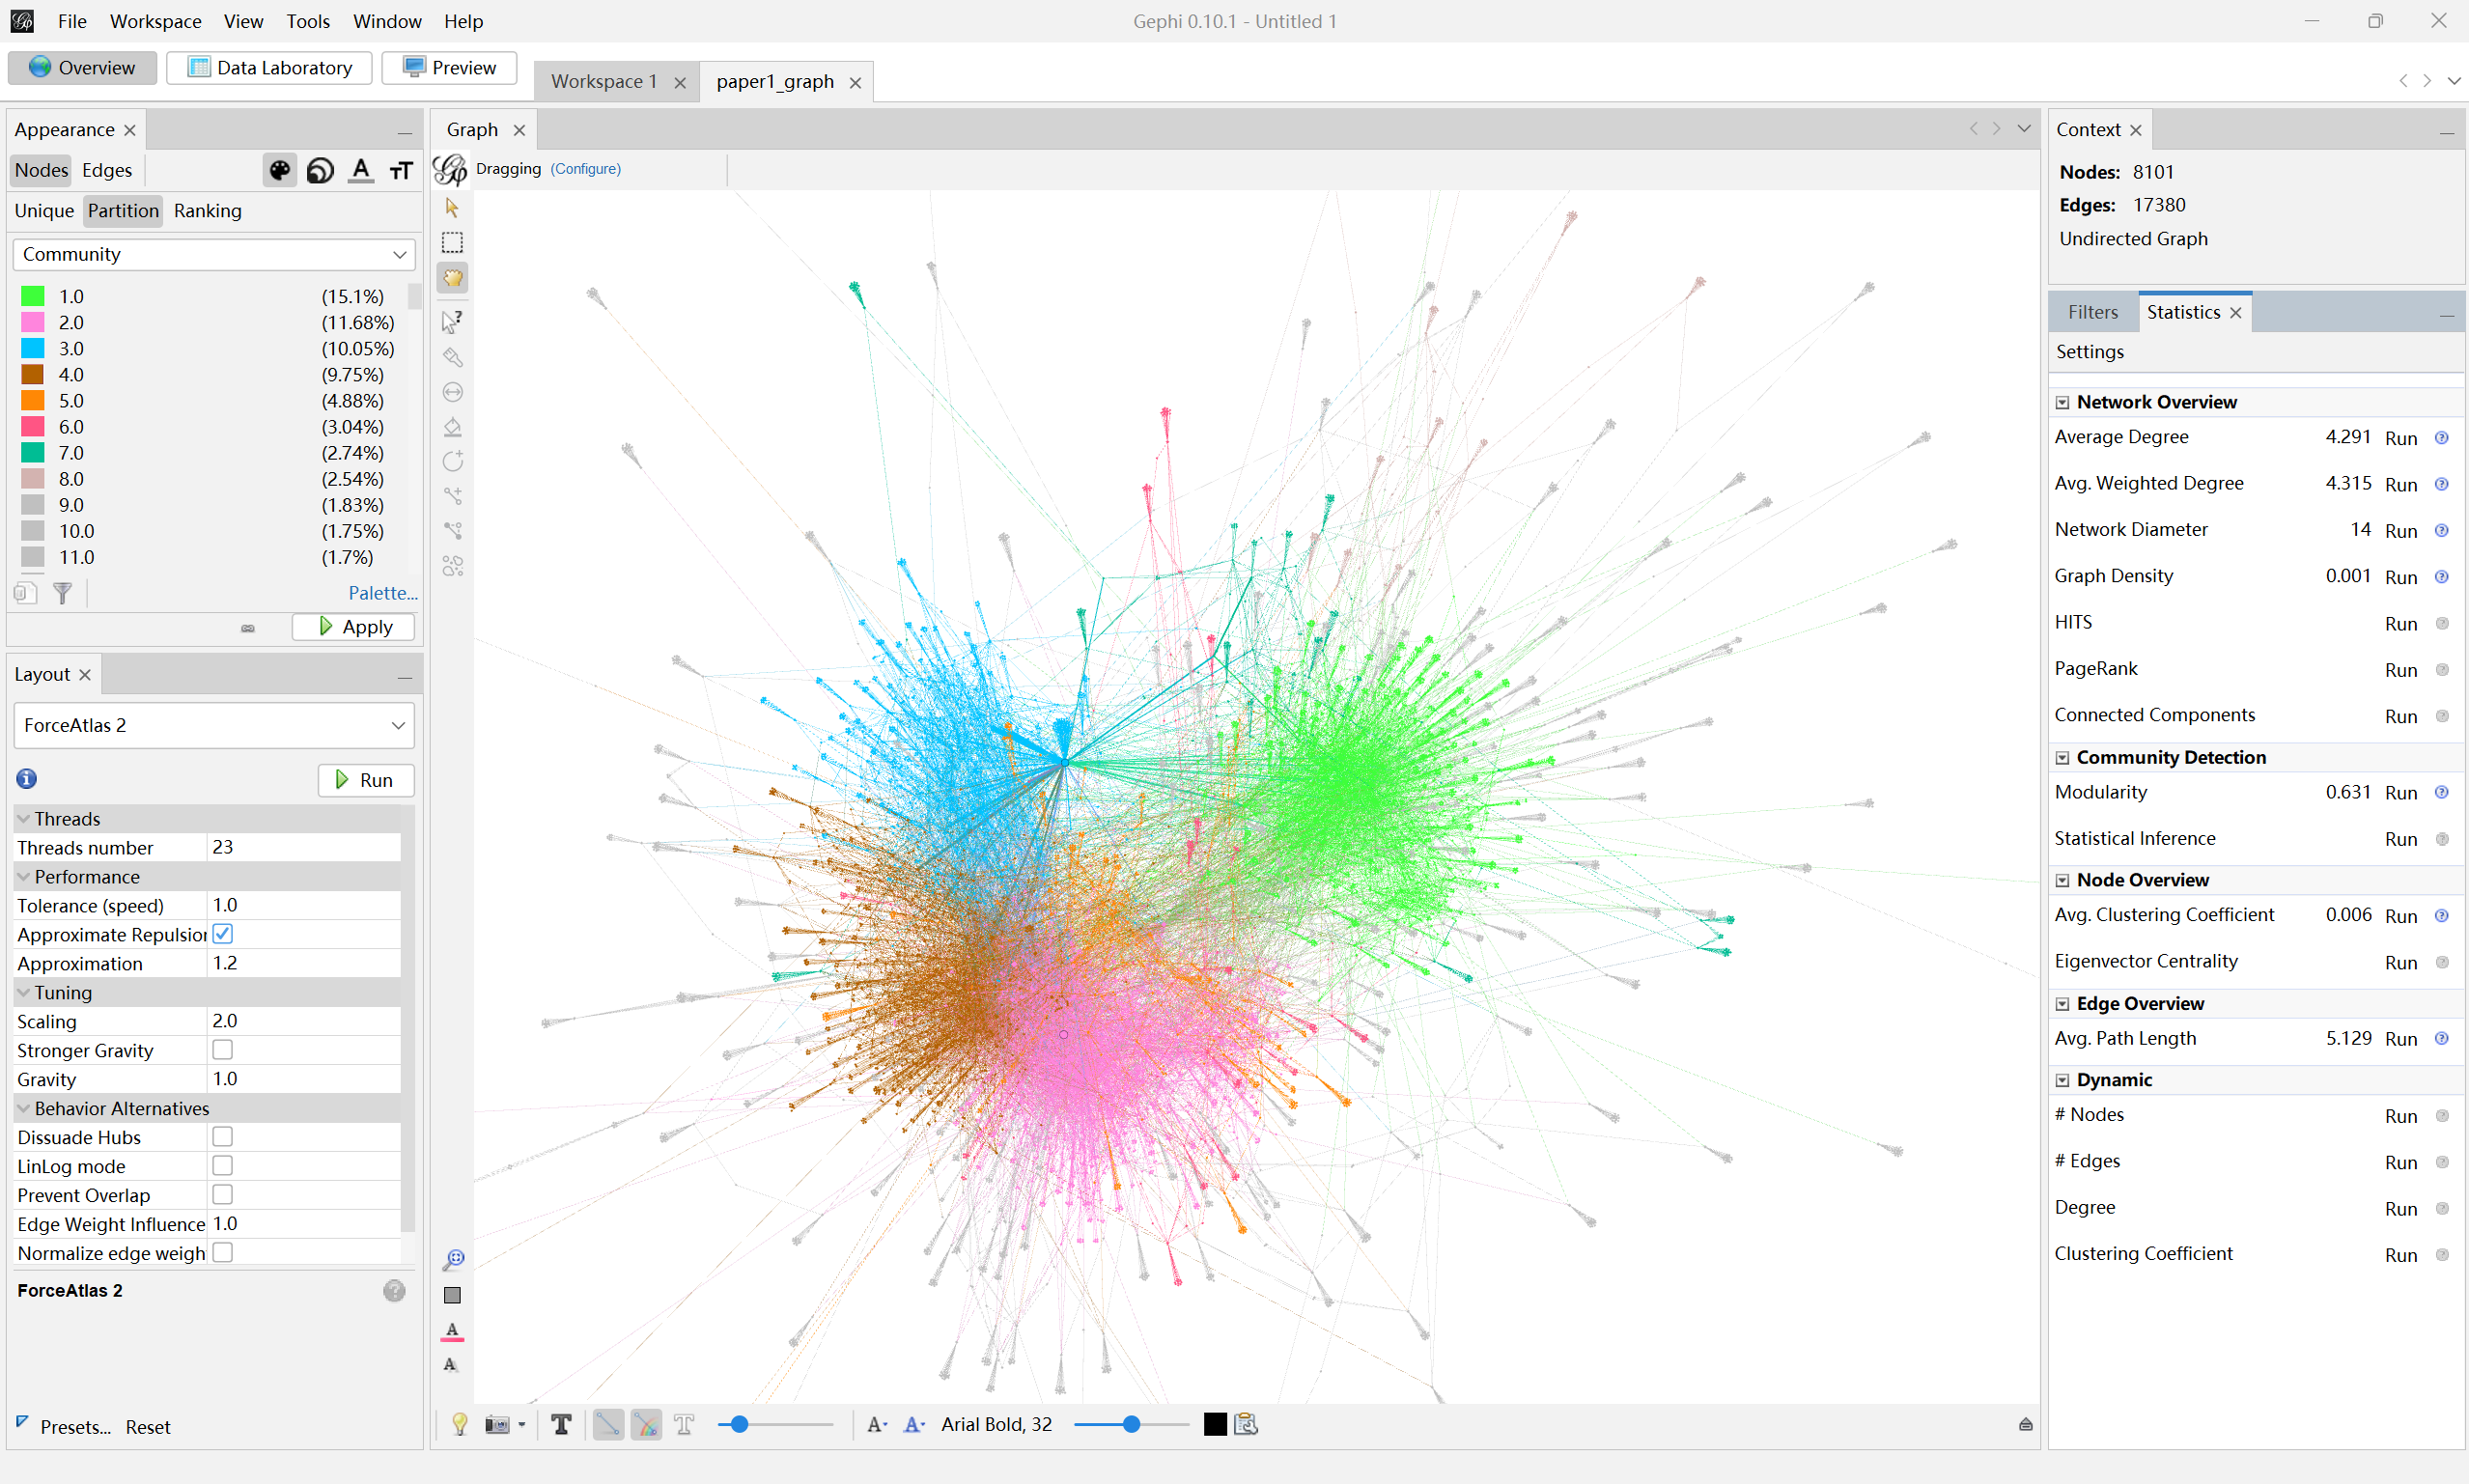 File Workspace View Tools Window Help
Gephi 0.10.1 - Untitled 1
Overview Data Laboratory Preview
Workspace 1 paper1_graph
Appearance
Nodes Edges
Unique Partition Ranking
Community
1.0 (15.1%)
2.0 (11.68%)
3.0 (10.05%)
4.0 (9.75%)
5.0 (4.88%)
6.0 (3.04%)
7.0 (2.74%)
8.0 (2.54%)
9.0 (1.83%)
10.0 (1.75%)
11.0 (1.7%)
Palette...
Apply
Layout
ForceAtlas 2
Run
Threads
Threads number 23
Performance
Tolerance (speed) 1.0
Approximate Repulsion
Approximation 1.2
Tuning
Scaling 2.0
Stronger Gravity
Gravity 1.0
Behavior Alternatives
Dissuade Hubs
LinLog mode
Prevent Overlap
Edge Weight Influence 1.0
Normalize edge weigh
ForceAtlas 2
Presets... Reset
Graph
Dragging (Configure)
Arial Bold, 32
Context
Nodes: 8101
Edges: 17380
Undirected Graph
Filters Statistics
Settings
Network Overview
Average Degree 4.291 Run
Avg. Weighted Degree 4.315 Run
Network Diameter 14 Run
Graph Density 0.001 Run
HITS Run
PageRank Run
Connected Components Run
Community Detection
Modularity 0.631 Run
Statistical Inference Run
Node Overview
Avg. Clustering Coefficient 0.006 Run
Eigenvector Centrality Run
Edge Overview
Avg. Path Length 5.129 Run
Dynamic
# Nodes Run
# Edges Run
Degree Run
Clustering Coefficient Run